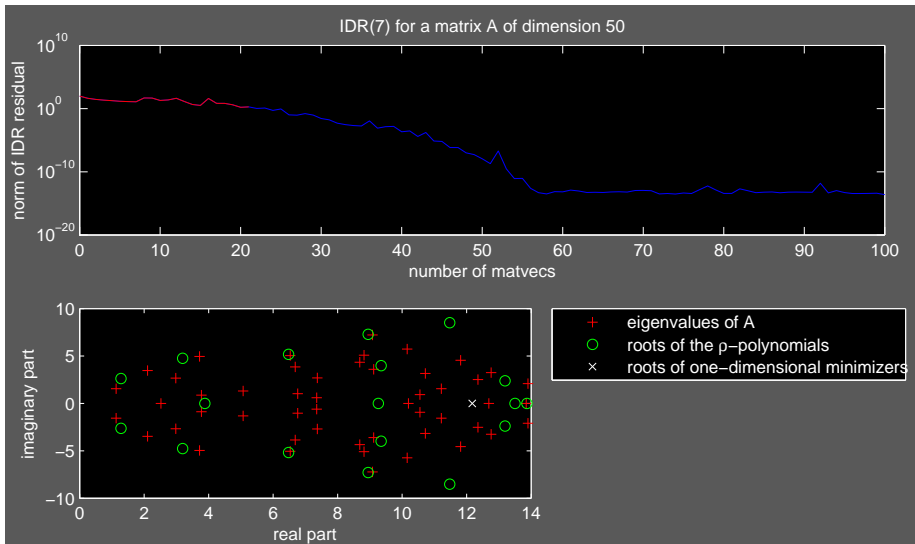 IDR(7) for a matrix A of dimension 50
norm of IDR residual
10^10
10^0
10^-10
10^-20
0 10 20 30 40 50 60 70 80 90 100
number of matvecs
imaginary part
10
5
0
-5
-10
0 2 4 6 8 10 12 14
real part
eigenvalues of A
roots of the ρ-polynomials
roots of one-dimensional minimizers